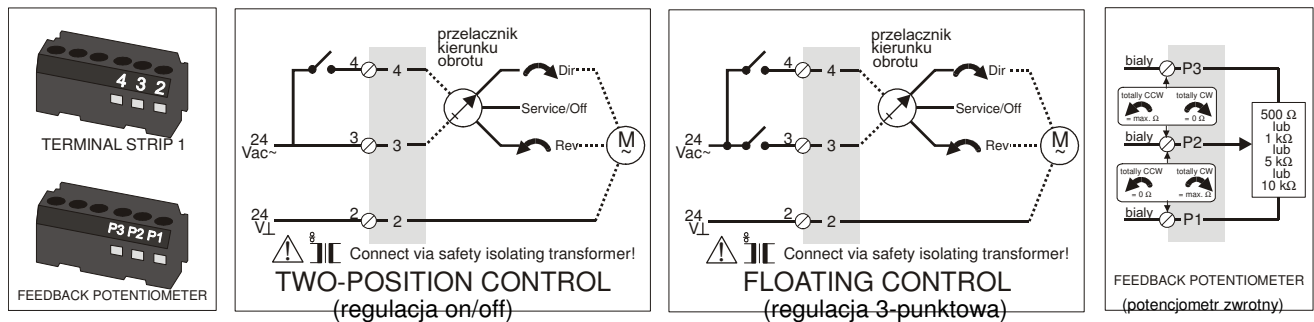 4 3 2
TERMINAL STRIP 1
P3 P2 P1
FEEDBACK POTENTIOMETER
przelacznik
kierunku
obrotu
4
4
Dir
Service/Off
24
Vac~
3
3
Rev
M
~
24
V⊥
2
2
Connect via safety isolating transformer!
TWO-POSITION CONTROL
(regulacja on/off)
przelacznik
kierunku
obrotu
4
4
Dir
Service/Off
24
Vac~
3
3
Rev
M
~
24
V⊥
2
2
Connect via safety isolating transformer!
FLOATING CONTROL
(regulacja 3-punktowa)
bialy
P3
totally CCW
= max. Ω
totally CW
= 0 Ω
bialy
P2
500 Ω
lub
1 kΩ
lub
5 kΩ
lub
10 kΩ
totally CCW
= 0 Ω
totally CW
= max. Ω
bialy
P1
FEEDBACK POTENTIOMETER
(potencjometr zwrotny)